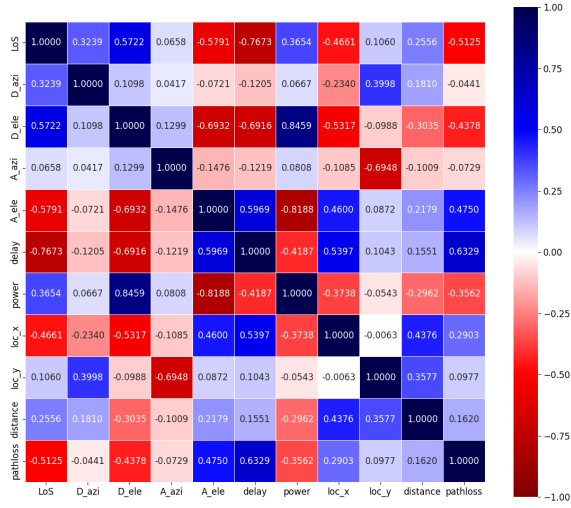 LoS 1.0000 0.3239 0.5722 0.0658 -0.5791 -0.7673 0.3654 -0.4661 0.1060 0.2556 -0.5125
D_azi 0.3239 1.0000 0.1098 0.0417 -0.0721 -0.1205 0.0667 -0.2340 0.3998 0.1810 -0.0441
D_ele 0.5722 0.1098 1.0000 0.1299 -0.6932 -0.6916 0.8459 -0.5317 -0.0988 -0.3035 -0.4378
A_azi 0.0658 0.0417 0.1299 1.0000 -0.1476 -0.1219 0.0808 -0.1085 -0.6948 -0.1009 -0.0729
A_ele -0.5791 -0.0721 -0.6932 -0.1476 1.0000 0.5969 -0.8188 0.4600 0.0872 0.2179 0.4750
delay -0.7673 -0.1205 -0.6916 -0.1219 0.5969 1.0000 -0.4187 0.5397 0.1043 0.1551 0.6329
power 0.3654 0.0667 0.8459 0.0808 -0.8188 -0.4187 1.0000 -0.3738 -0.0543 -0.2962 -0.3562
loc_x -0.4661 -0.2340 -0.5317 -0.1085 0.4600 0.5397 -0.3738 1.0000 -0.0063 0.4376 0.2903
loc_y 0.1060 0.3998 -0.0988 -0.6948 0.0872 0.1043 -0.0543 -0.0063 1.0000 0.3577 0.0977
distance 0.2556 0.1810 -0.3035 -0.1009 0.2179 0.1551 -0.2962 0.4376 0.3577 1.0000 0.1620
pathloss -0.5125 -0.0441 -0.4378 -0.0729 0.4750 0.6329 -0.3562 0.2903 0.0977 0.1620 1.0000
LoS D_azi D_ele A_azi A_ele delay power loc_x loc_y distance pathloss
1.00
0.75
0.50
0.25
0.00
−0.25
−0.50
−0.75
−1.00